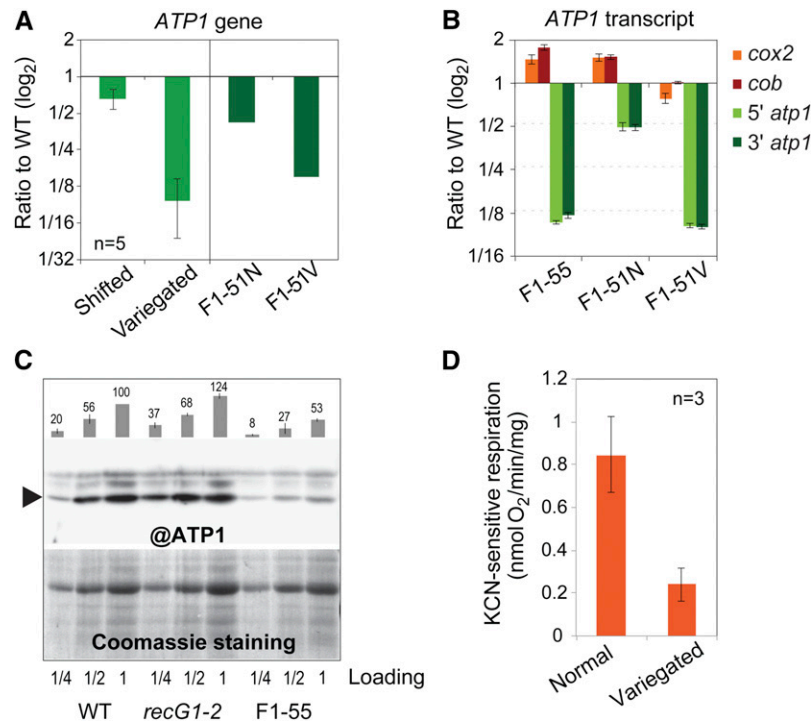 A
ATP1 gene
Ratio to WT (log2)
2
1
1/2
1/4
1/8
1/16
1/32
n=5
Shifted
Variegated
F1-51N
F1-51V
B
ATP1 transcript
Ratio to WT (log2)
2
1
1/2
1/4
1/8
1/16
F1-55
F1-51N
F1-51V
cox2
cob
5' atp1
3' atp1
C
20 56 100 37 68 124 8 27 53
@ATP1
Coomassie staining
1/4 1/2 1 1/4 1/2 1 1/4 1/2 1 Loading
WT recG1-2 F1-55
D
KCN-sensitive respiration
(nmol O2/min/mg)
1.2
1
0.8
0.6
0.4
0.2
0
n=3
Normal
Variegated